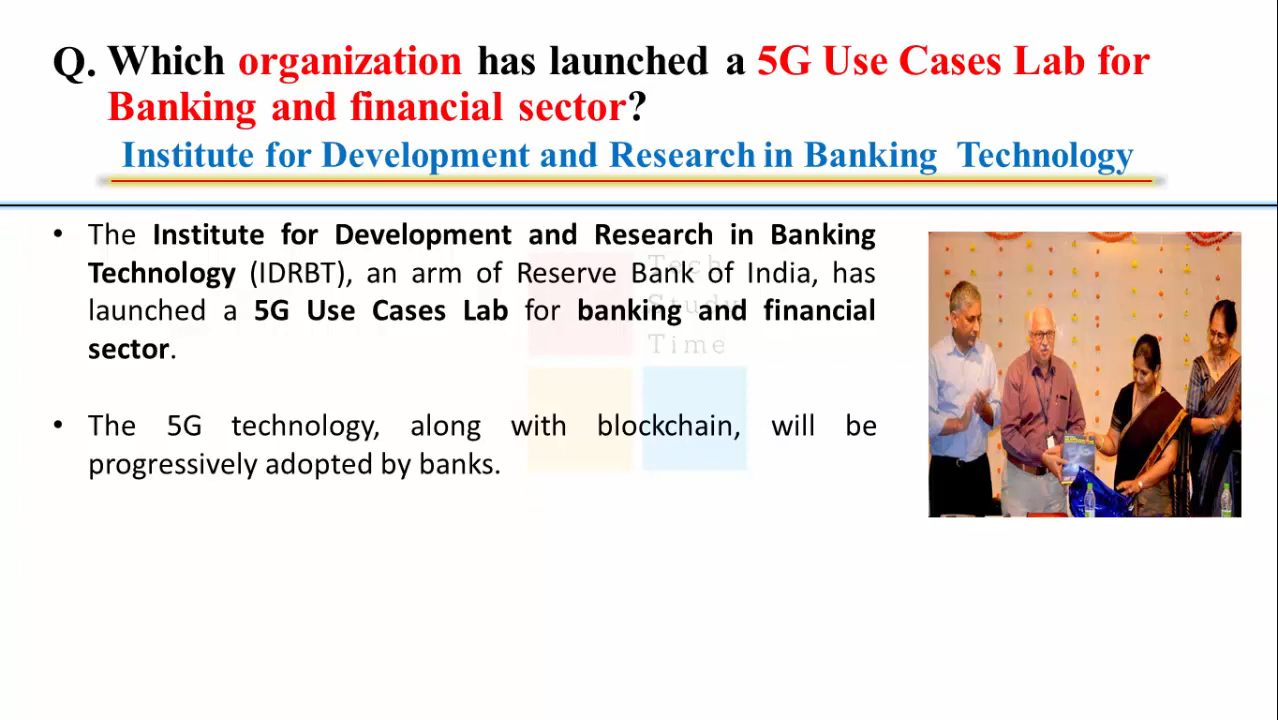 Q. Which organization has launched a 5G Use Cases Lab for
Banking and financial sector?
Institute for Development and Research in Banking Technology
• The Institute for Development and Research in Banking
Technology (IDRBT), an arm of Reserve Bank of India, has
launched a 5G Use Cases Lab for banking and financial
sector.
• The 5G technology, along with blockchain, will be
progressively adopted by banks.
Tech
Study
Time